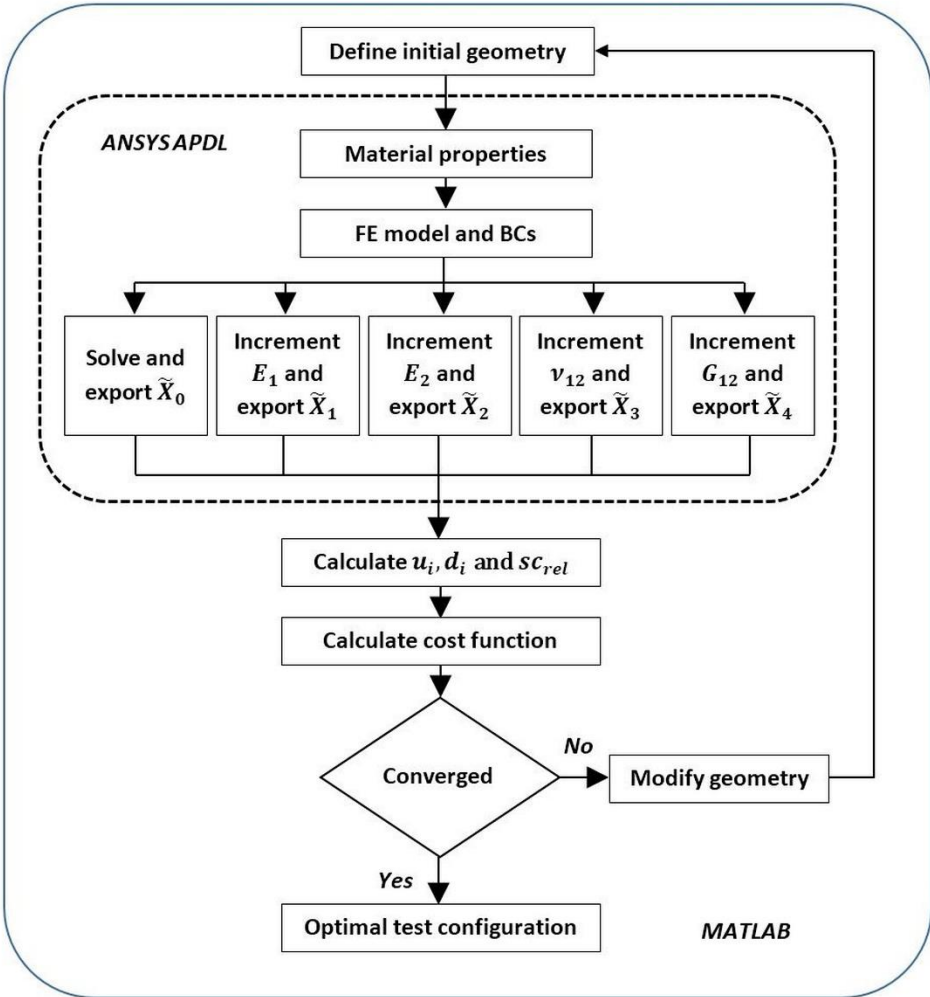 Define initial geometry
ANSYS APDL
Material properties
FE model and BCs
Solve and
export X̃₀
Increment
E₁ and
export X̃₁
Increment
E₂ and
export X̃₂
Increment
ν₁₂ and
export X̃₃
Increment
G₁₂ and
export X̃₄
Calculate uᵢ, dᵢ and sc_rel
Calculate cost function
Converged
No
Modify geometry
Yes
Optimal test configuration
MATLAB